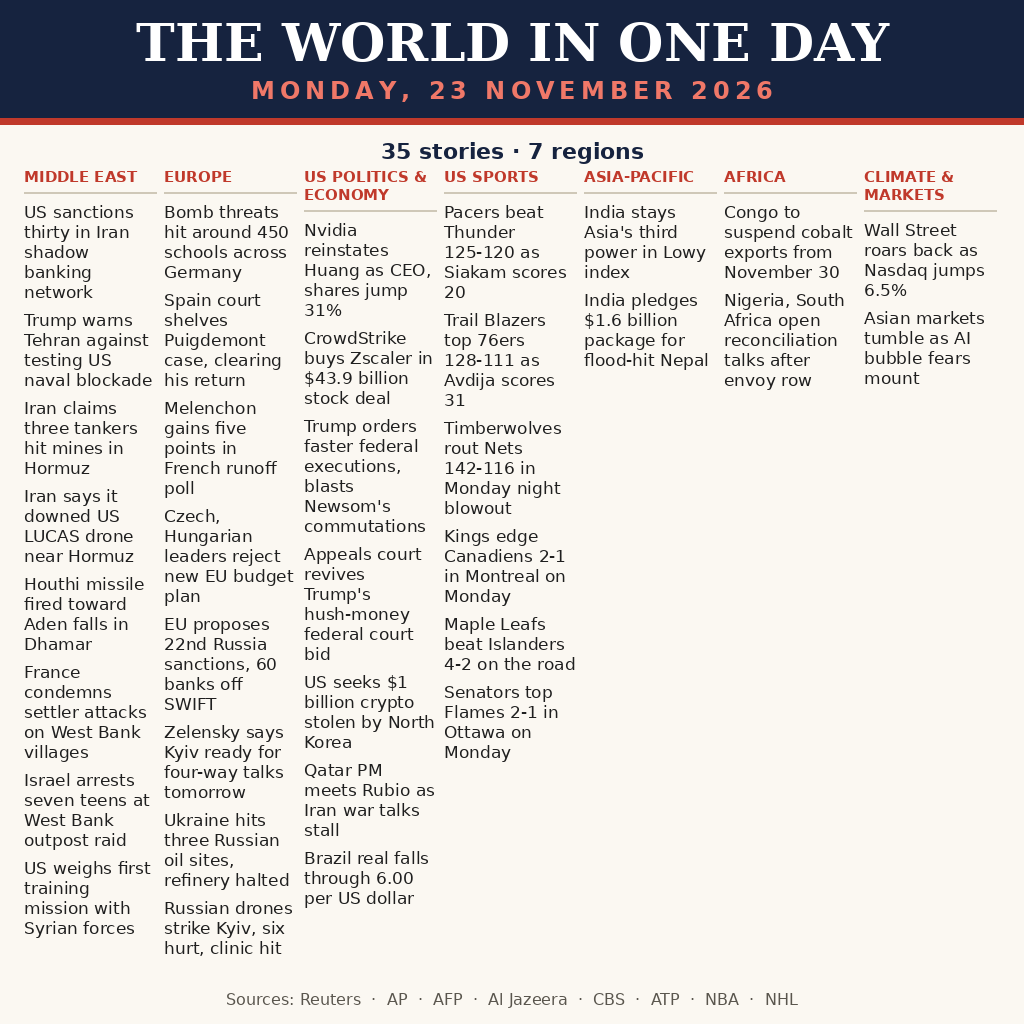 THE WORLD IN ONE DAY
MONDAY, 23 NOVEMBER 2026
35 stories · 7 regions
MIDDLE EAST
US sanctions
thirty in Iran
shadow
banking
network
Trump warns
Tehran against
testing US
naval blockade
Iran claims
three tankers
hit mines in
Hormuz
Iran says it
downed US
LUCAS drone
near Hormuz
Houthi missile
fired toward
Aden falls in
Dhamar
France
condemns
settler attacks
on West Bank
villages
Israel arrests
seven teens at
West Bank
outpost raid
US weighs first
training
mission with
Syrian forces
EUROPE
Bomb threats
hit around 450
schools across
Germany
Spain court
shelves
Puigdemont
case, clearing
his return
Melenchon
gains five
points in
French runoff
poll
Czech,
Hungarian
leaders reject
new EU budget
plan
EU proposes
22nd Russia
sanctions, 60
banks off
SWIFT
Zelensky says
Kyiv ready for
four-way talks
tomorrow
Ukraine hits
three Russian
oil sites,
refinery halted
Russian drones
strike Kyiv, six
hurt, clinic hit
US POLITICS &
ECONOMY
Nvidia
reinstates
Huang as CEO,
shares jump
31%
CrowdStrike
buys Zscaler in
$43.9 billion
stock deal
Trump orders
faster federal
executions,
blasts
Newsom's
commutations
Appeals court
revives
Trump's
hush-money
federal court
bid
US seeks $1
billion crypto
stolen by North
Korea
Qatar PM
meets Rubio as
Iran war talks
stall
Brazil real falls
through 6.00
per US dollar
US SPORTS
Pacers beat
Thunder
125-120 as
Siakam scores
20
Trail Blazers
top 76ers
128-111 as
Avdija scores
31
Timberwolves
rout Nets
142-116 in
Monday night
blowout
Kings edge
Canadiens 2-1
in Montreal on
Monday
Maple Leafs
beat Islanders
4-2 on the road
Senators top
Flames 2-1 in
Ottawa on
Monday
ASIA-PACIFIC
India stays
Asia's third
power in Lowy
index
India pledges
$1.6 billion
package for
flood-hit Nepal
AFRICA
Congo to
suspend cobalt
exports from
November 30
Nigeria, South
Africa open
reconciliation
talks after
envoy row
CLIMATE &
MARKETS
Wall Street
roars back as
Nasdaq jumps
6.5%
Asian markets
tumble as AI
bubble fears
mount
Sources: Reuters · AP · AFP · Al Jazeera · CBS · ATP · NBA · NHL